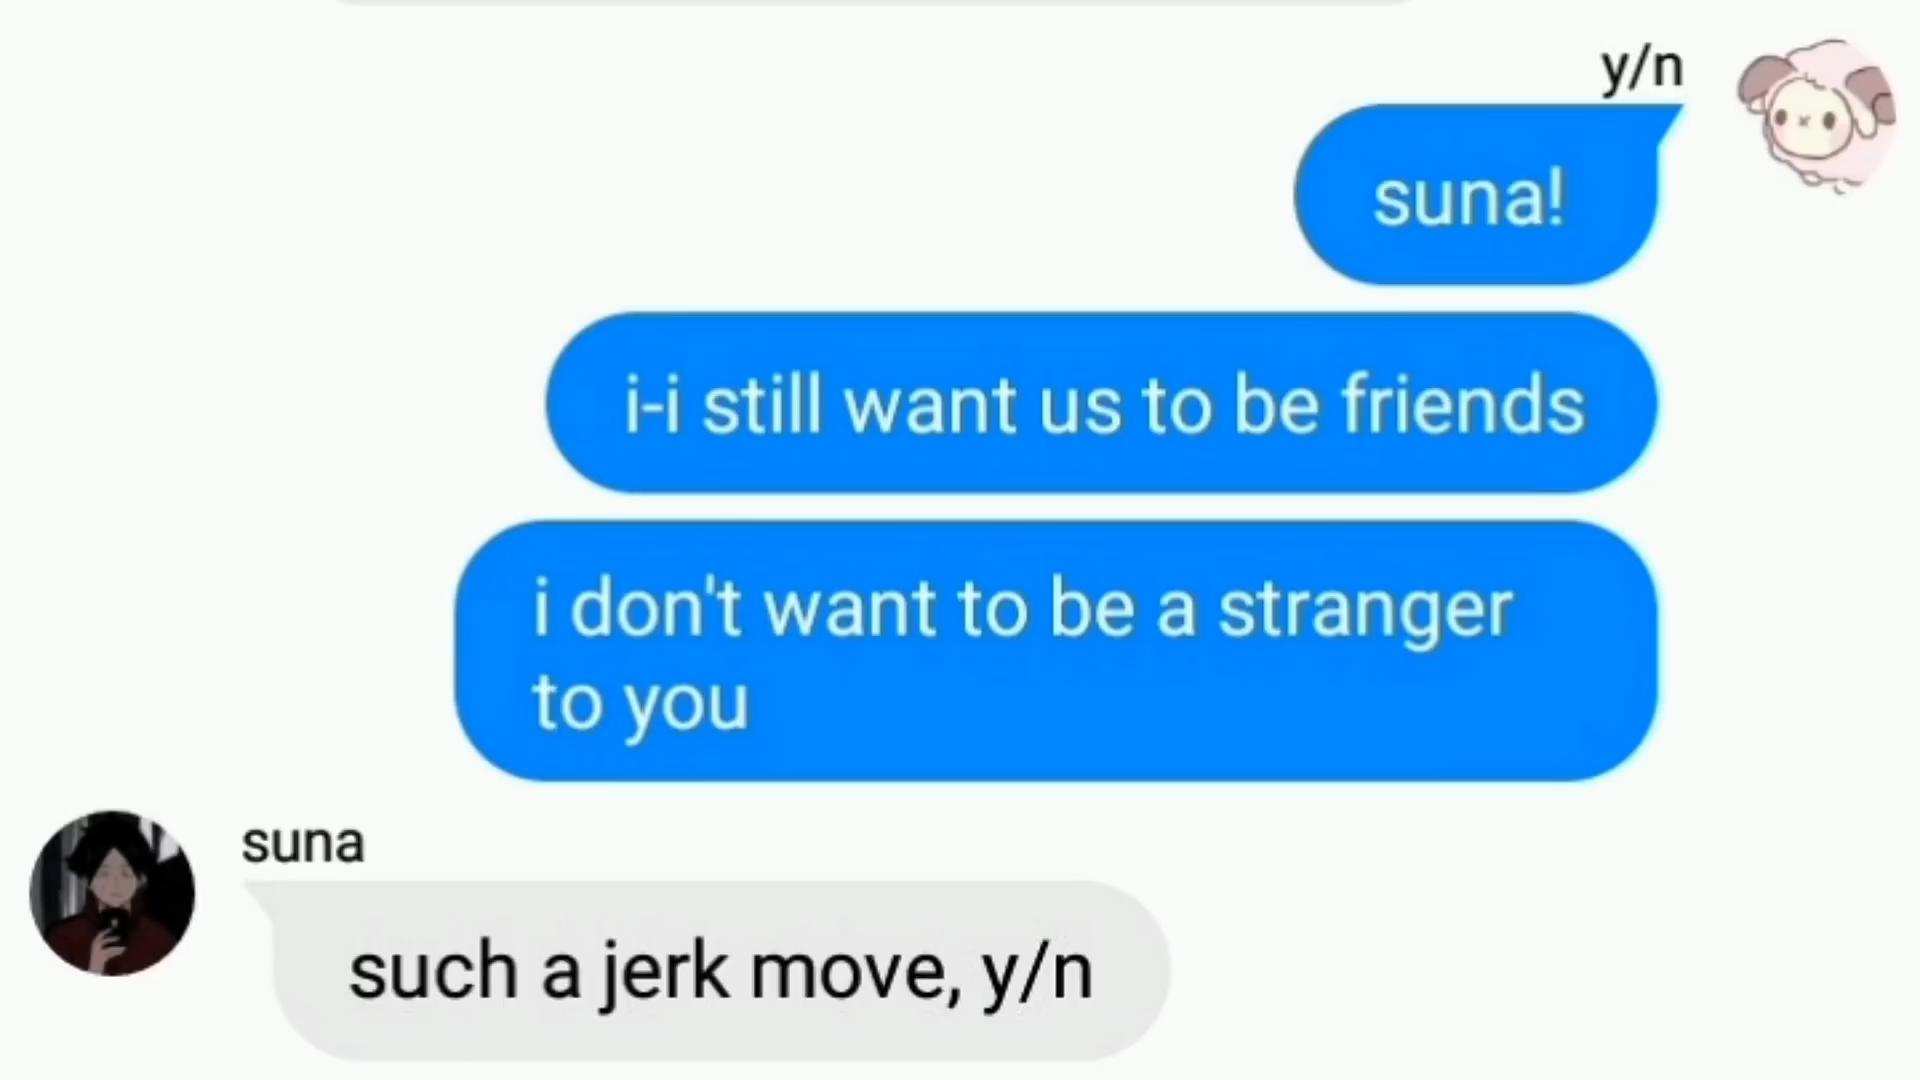 y/n
suna!
i-i still want us to be friends
i don't want to be a stranger
to you
suna
such a jerk move, y/n